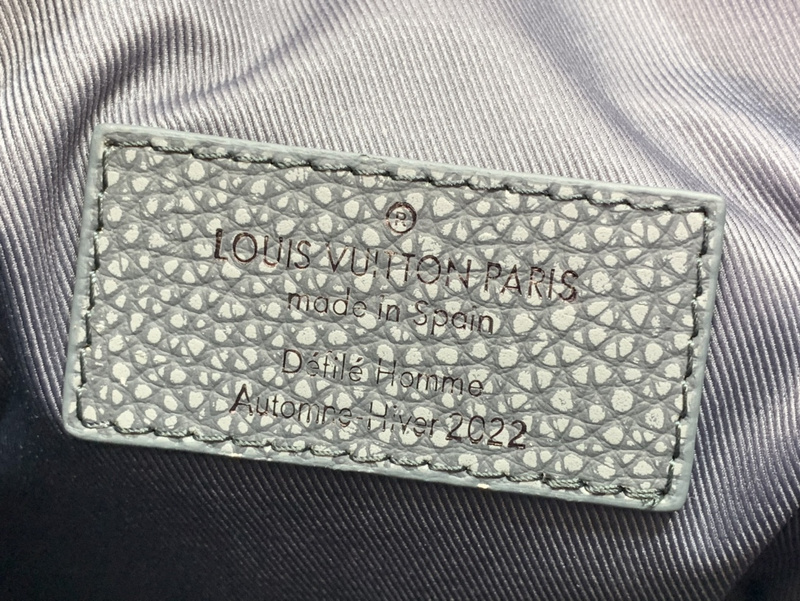 ®
LOUIS VUITTON PARIS
made in Spain
Défilé Homme
Automne-Hiver 2022